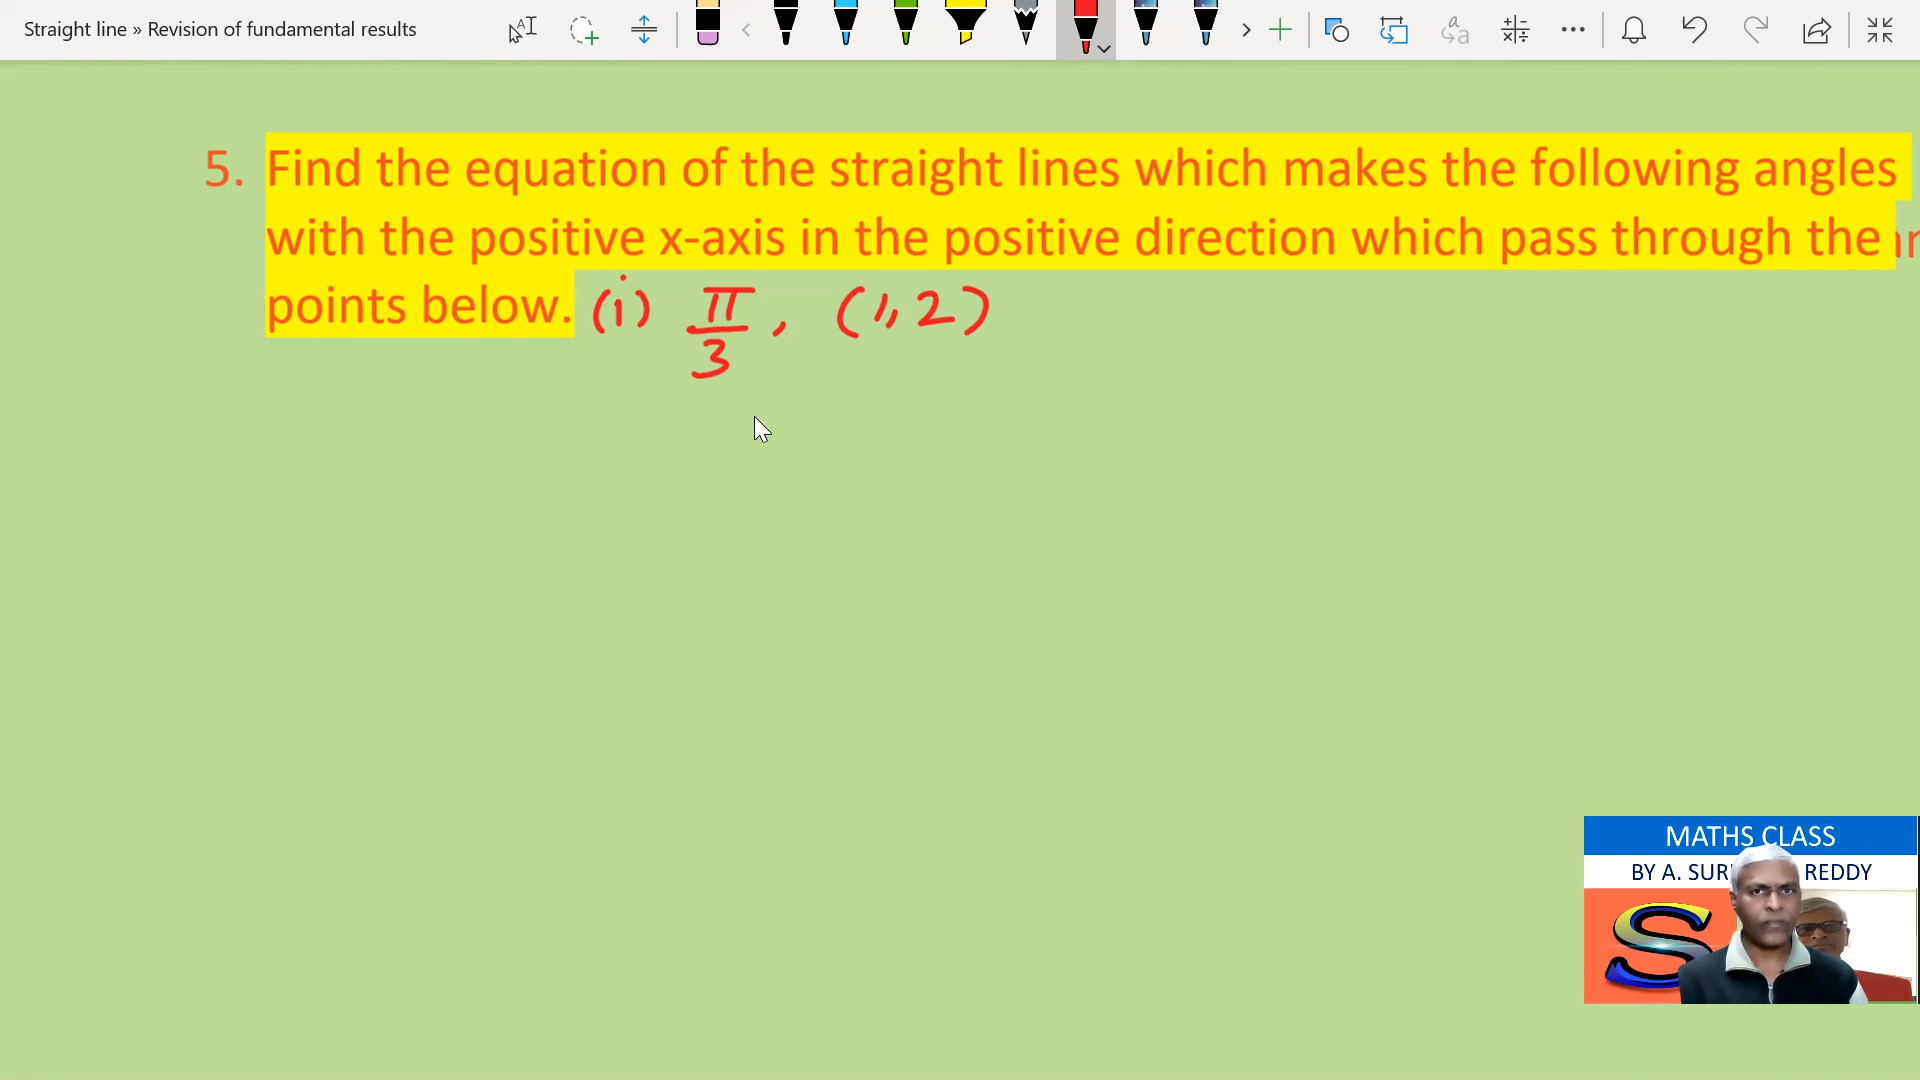 Straight line » Revision of fundamental results
5. Find the equation of the straight lines which makes the following angles
with the positive x-axis in the positive direction which pass through the
points below. (i) π/3, (1, 2)
MATHS CLASS
BY A. SUR REDDY
S